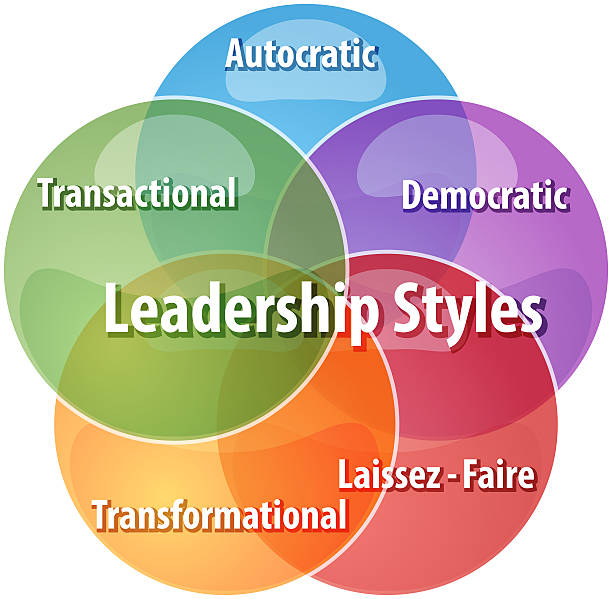 Autocratic
Transactional
Democratic
Leadership Styles
Laissez - Faire
Transformational